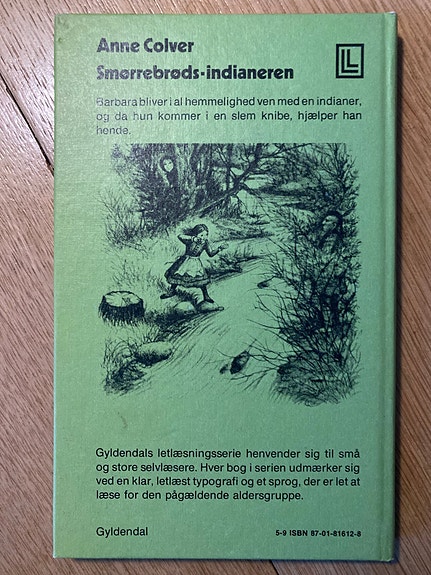 Anne Colver
Smørrebrøds-indianeren
LL
Barbara bliver i al hemmelighed ven med en indianer,
og da hun kommer i en slem knibe, hjælper han
hende.
Gyldendals letlæsningsserie henvender sig til små
og store selvlæsere. Hver bog i serien udmærker sig
ved en klar, letlæst typografi og et sprog, der er let at
læse for den pågældende aldersgruppe.
Gyldendal
5-9 ISBN 87-01-81612-8